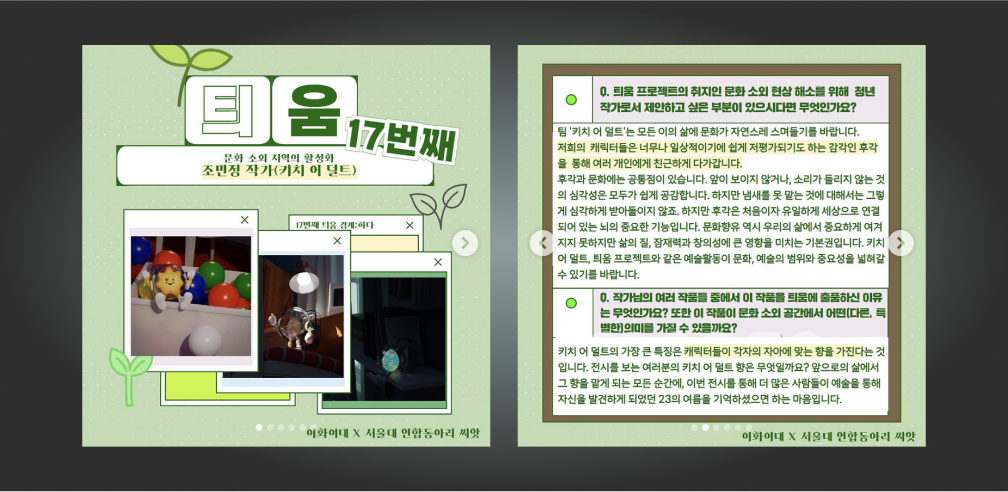 틔움
17번째
문화 소외 지역의 활성화
조민정 작가(키치 어 덜트)
17번째 틔움 경계:하다
이화이대 X 서울대 연합동아리 씨앗
Q. 틔움 프로젝트의 취지인 문화 소외 현상 해소를 위해 청년
작가로서 제안하고 싶은 부분이 있으시다면 무엇인가요?
팀 '키치 어 덜트'는 모든 이의 삶에 문화가 자연스레 스며들기를 바랍니다.
저희의 캐릭터들은 너무나 일상적이기에 쉽게 저평가되기도 하는 감각인 후각
을 통해 여러 개인에게 친근하게 다가갑니다.
후각과 문화에는 공통점이 있습니다. 앞이 보이지 않거나, 소리가 들리지 않는 것
의 심각성은 모두가 쉽게 공감합니다. 하지만 냄새를 못 맡는 것에 대해서는 그렇
게 심각하게 받아들이지 않죠. 하지만 후각은 처음이자 유일하게 세상으로 연결
되어 있는 뇌의 중요한 기능입니다. 문화향유 역시 우리의 삶에서 중요하게 여겨
지지 못하지만 삶의 질, 잠재력과 창의성에 큰 영향을 미치는 기본권입니다. 키치
어 덜트, 틔움 프로젝트와 같은 예술활동이 문화, 예술의 범위와 중요성을 넓혀갈
수 있기를 바랍니다.
Q. 작가님의 여러 작품들 중에서 이 작품을 틔움에 출품하신 이유
는 무엇인가요? 또한 이 작품이 문화 소외 공간에서 어떤(다른, 특
별한)의미를 가질 수 있을까요?
키치 어 덜트의 가장 큰 특징은 캐릭터들이 각자의 자아에 맞는 향을 가진다는 것
입니다. 전시를 보는 여러분의 키치 어 덜트 향은 무엇일까요? 앞으로의 삶에서
그 향을 맡게 되는 모든 순간에, 이번 전시를 통해 더 많은 사람들이 예술을 통해
자신을 발견하게 되었던 23의 여름을 기억하셨으면 하는 마음입니다.
이화이대 X 서울대 연합동아리 씨앗